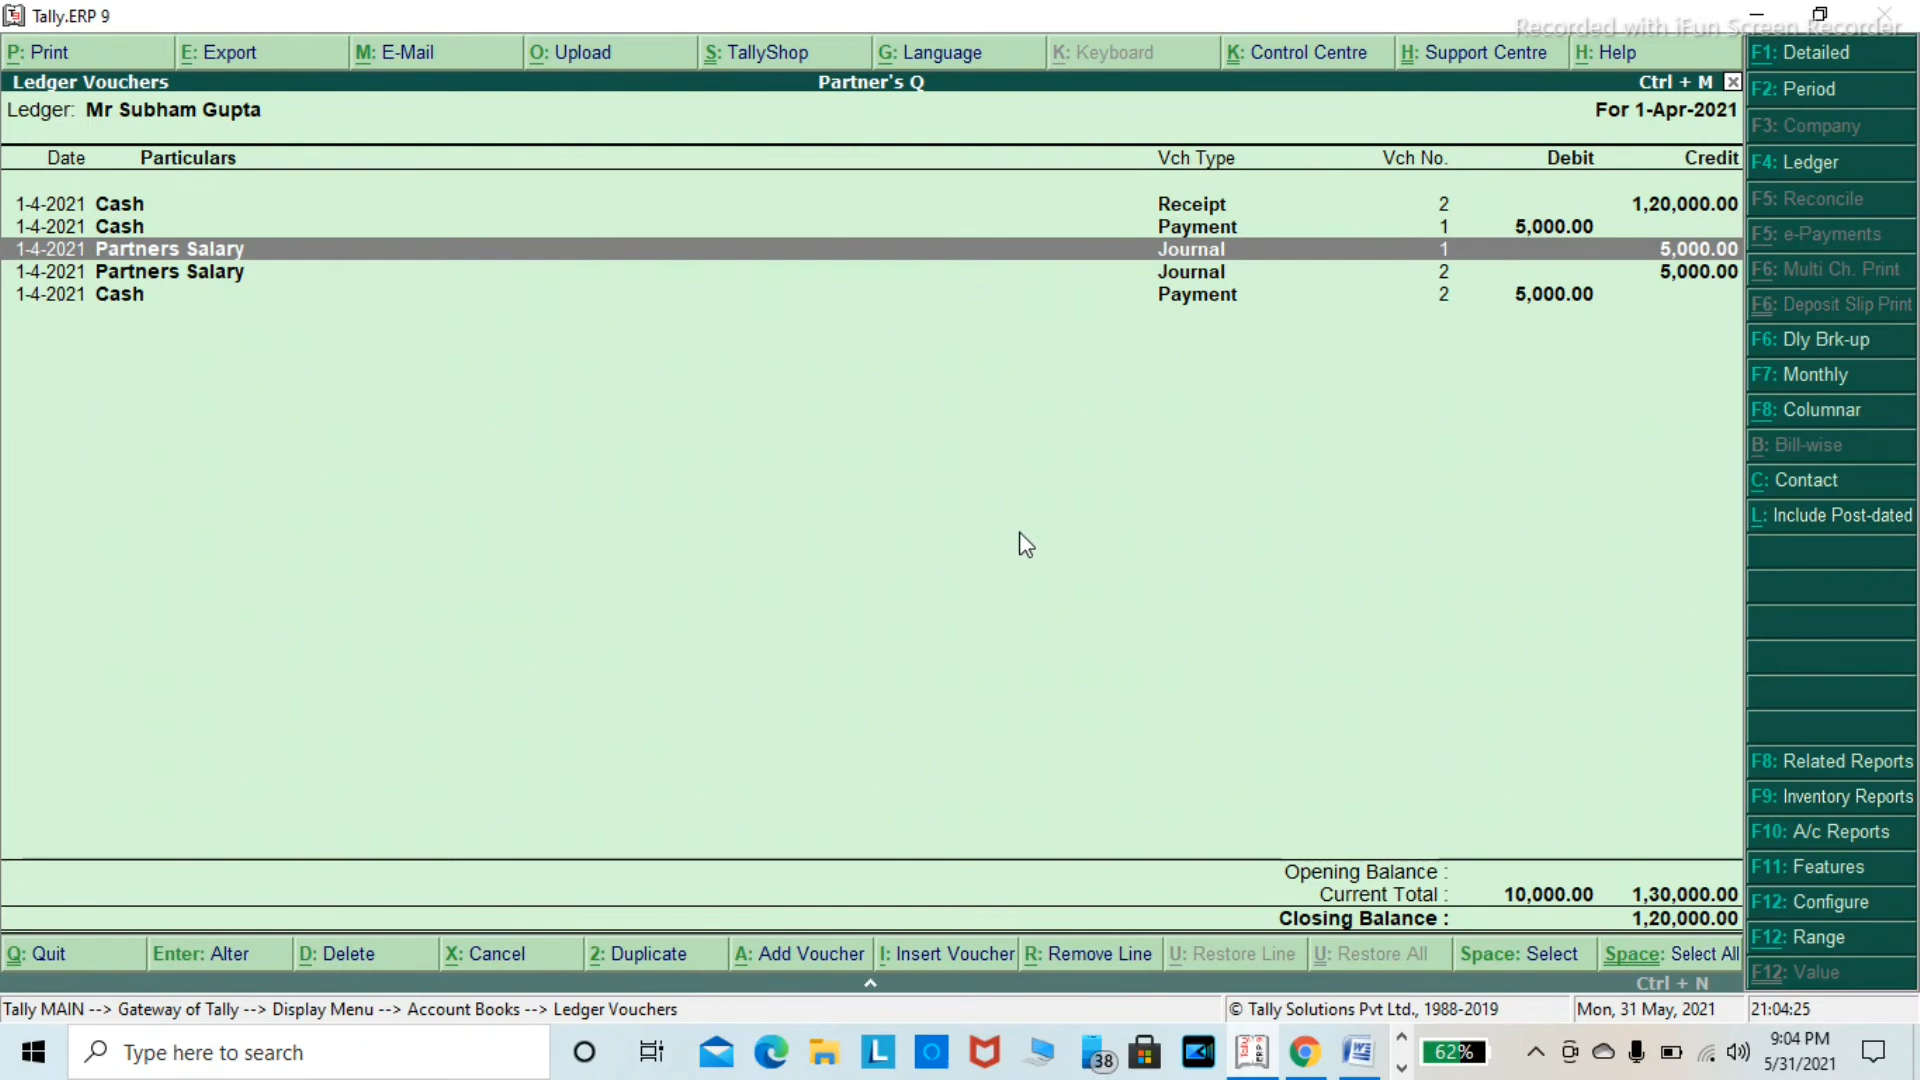 Tally.ERP 9
Recorded with iFun Screen Recorder
P: Print E: Export M: E-Mail O: Upload S: TallyShop G: Language K: Keyboard K: Control Centre H: Support Centre H: Help
Ledger Vouchers Partner's Q Ctrl + M
Ledger: Mr Subham Gupta For 1-Apr-2021
Date Particulars Vch Type Vch No. Debit Credit
1-4-2021 Cash Receipt 2 1,20,000.00
1-4-2021 Cash Payment 1 5,000.00
1-4-2021 Partners Salary Journal 1 5,000.00
1-4-2021 Partners Salary Journal 2 5,000.00
1-4-2021 Cash Payment 2 5,000.00
Opening Balance :
Current Total : 10,000.00 1,30,000.00
Closing Balance : 1,20,000.00
F1: Detailed
F2: Period
F3: Company
F4: Ledger
F5: Reconcile
F5: e-Payments
F6: Multi Ch. Print
F6: Deposit Slip Print
F6: Dly Brk-up
F7: Monthly
F8: Columnar
B: Bill-wise
C: Contact
L: Include Post-dated
F8: Related Reports
F9: Inventory Reports
F10: A/c Reports
F11: Features
F12: Configure
F12: Range
F12: Value
Q: Quit Enter: Alter D: Delete X: Cancel 2: Duplicate A: Add Voucher I: Insert Voucher R: Remove Line U: Restore Line U: Restore All Space: Select Space: Select All
Ctrl + N
Tally MAIN --> Gateway of Tally --> Display Menu --> Account Books --> Ledger Vouchers © Tally Solutions Pvt Ltd., 1988-2019 Mon, 31 May, 2021 21:04:25
Type here to search 38 62% 9:04 PM
5/31/2021